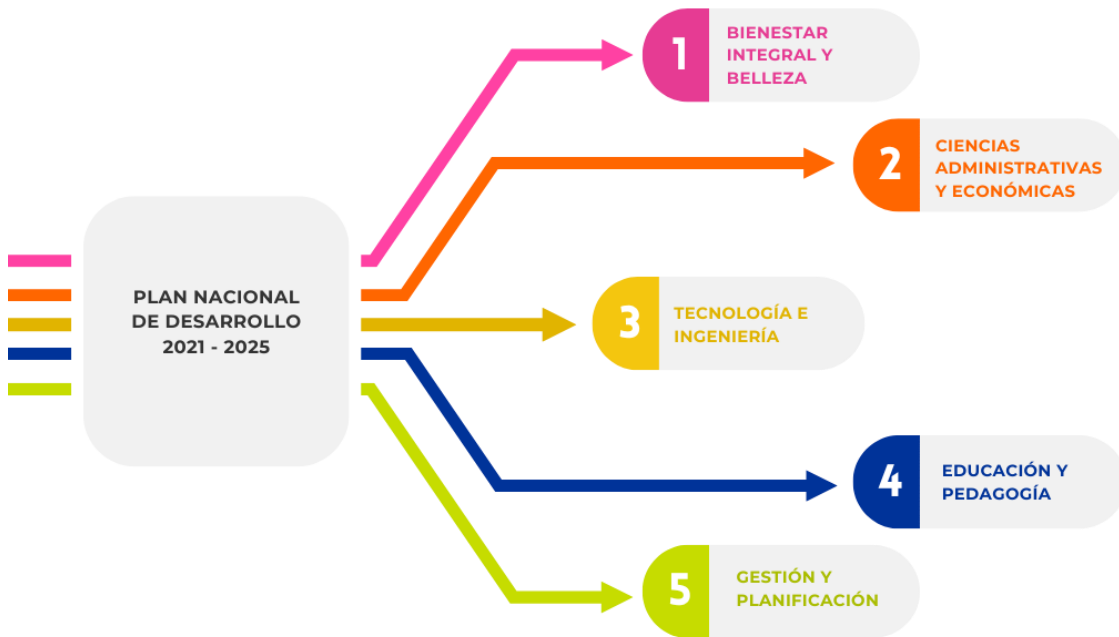 PLAN NACIONAL
DE DESARROLLO
2021 - 2025
1
BIENESTAR
INTEGRAL Y
BELLEZA
2
CIENCIAS
ADMINISTRATIVAS
Y ECONÓMICAS
3
TECNOLOGÍA E
INGENIERÍA
4
EDUCACIÓN Y
PEDAGOGÍA
5
GESTIÓN Y
PLANIFICACIÓN